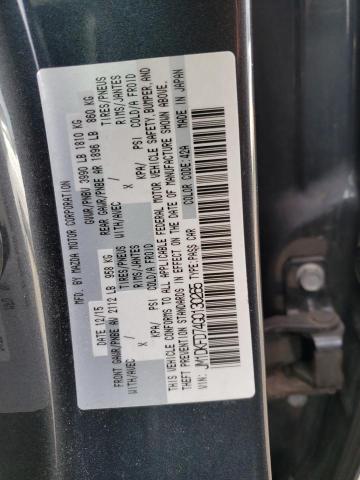 MFD. BY MAZDA MOTOR CORPORATION
GVWR/PNBV 3990 LB 1810 KG
DATE 12/15
FRONT GAWR/PNBE AV 2112 LB 958 KG
REAR GAWR/PNBE AR 1896 LB 860 KG
TIRES/PNEUS
RIMS/JANTES
WITH/AVEC X
KPA/ PSI COLD/A FROID
TIRES/PNEUS
RIMS/JANTES
WITH/AVEC X
KPA/ PSI COLD/A FROID
THIS VEHICLE CONFORMS TO ALL APPLICABLE FEDERAL MOTOR VEHICLE SAFETY, BUMPER, AND
THEFT PREVENTION STANDARDS IN EFFECT ON THE DATE OF MANUFACTURE SHOWN ABOVE.
VIN:
TYPE: PASS CAR
COLOR CODE: 42A
MADE IN JAPAN